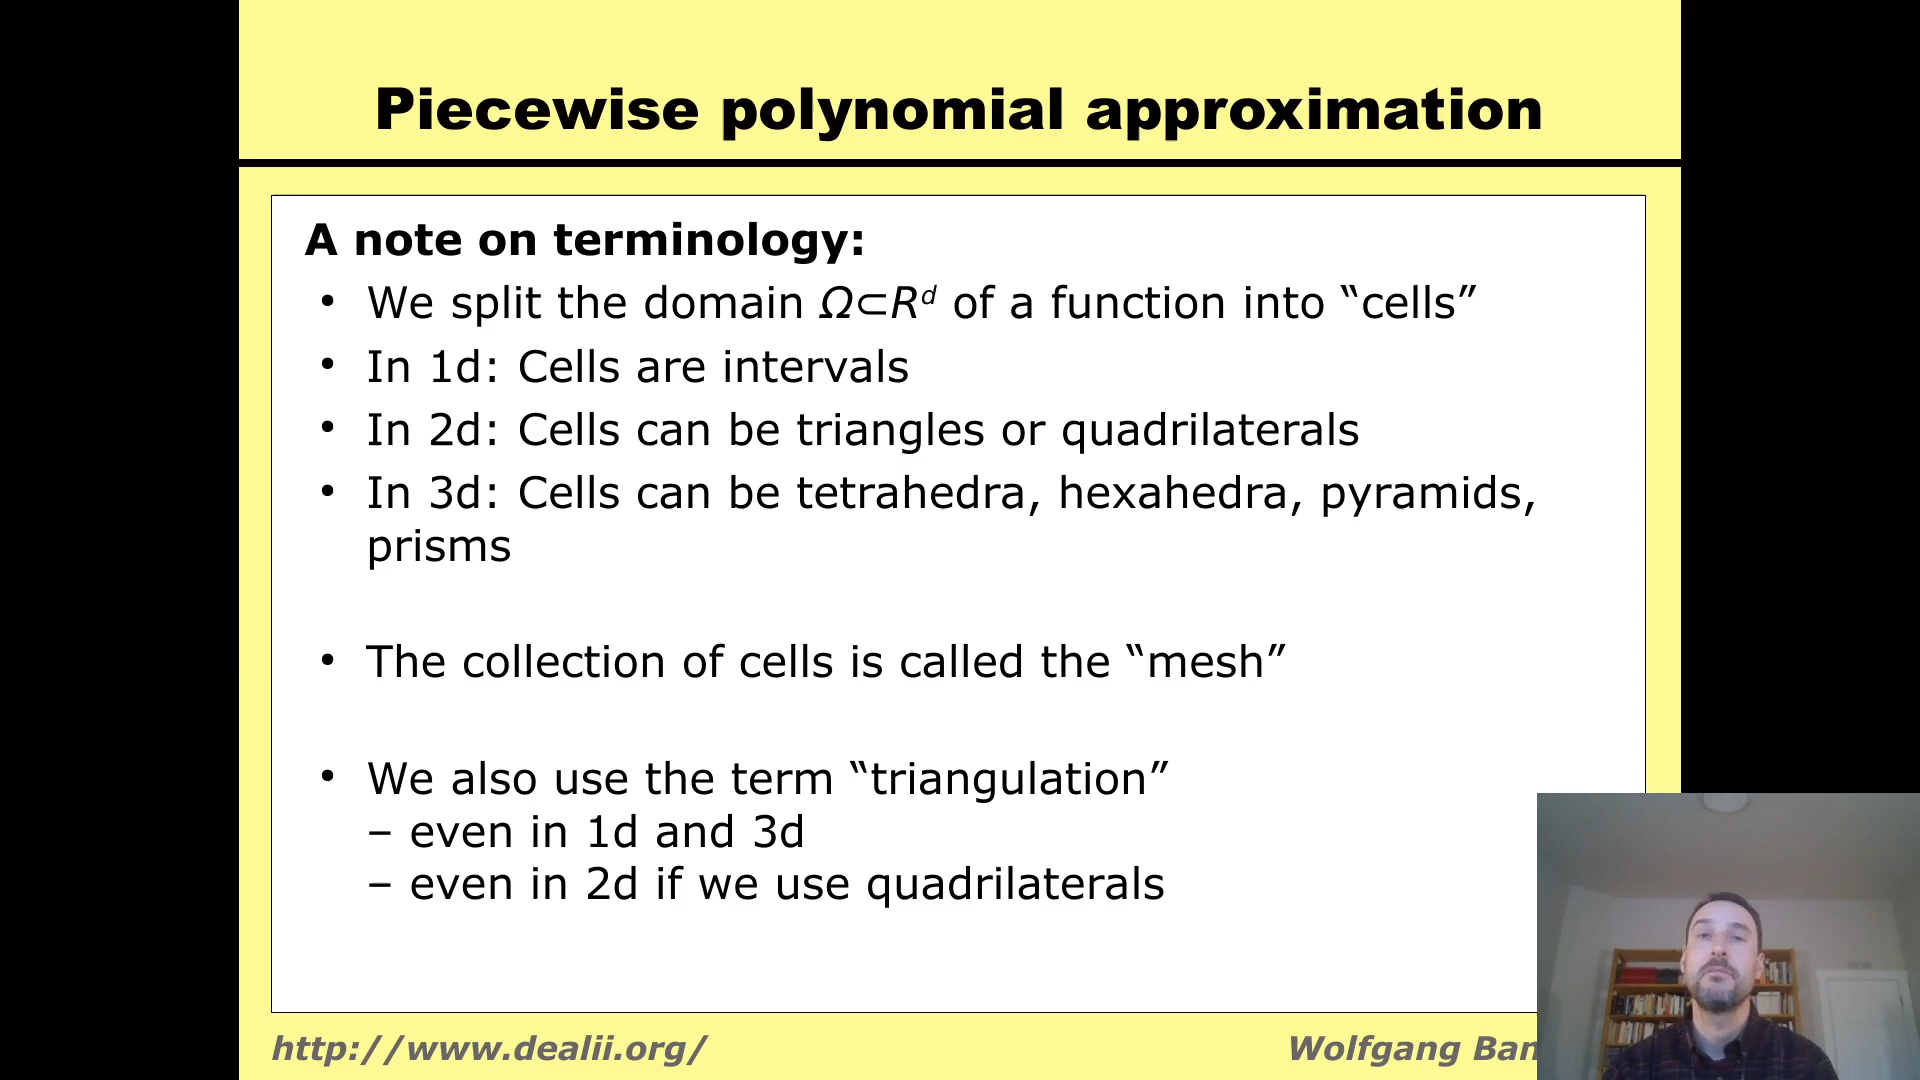 Piecewise polynomial approximation
A note on terminology:
• We split the domain Ω⊂Rᵈ of a function into “cells”
• In 1d: Cells are intervals
• In 2d: Cells can be triangles or quadrilaterals
• In 3d: Cells can be tetrahedra, hexahedra, pyramids,
prisms
• The collection of cells is called the “mesh”
• We also use the term “triangulation”
– even in 1d and 3d
– even in 2d if we use quadrilaterals
http://www.dealii.org/
Wolfgang